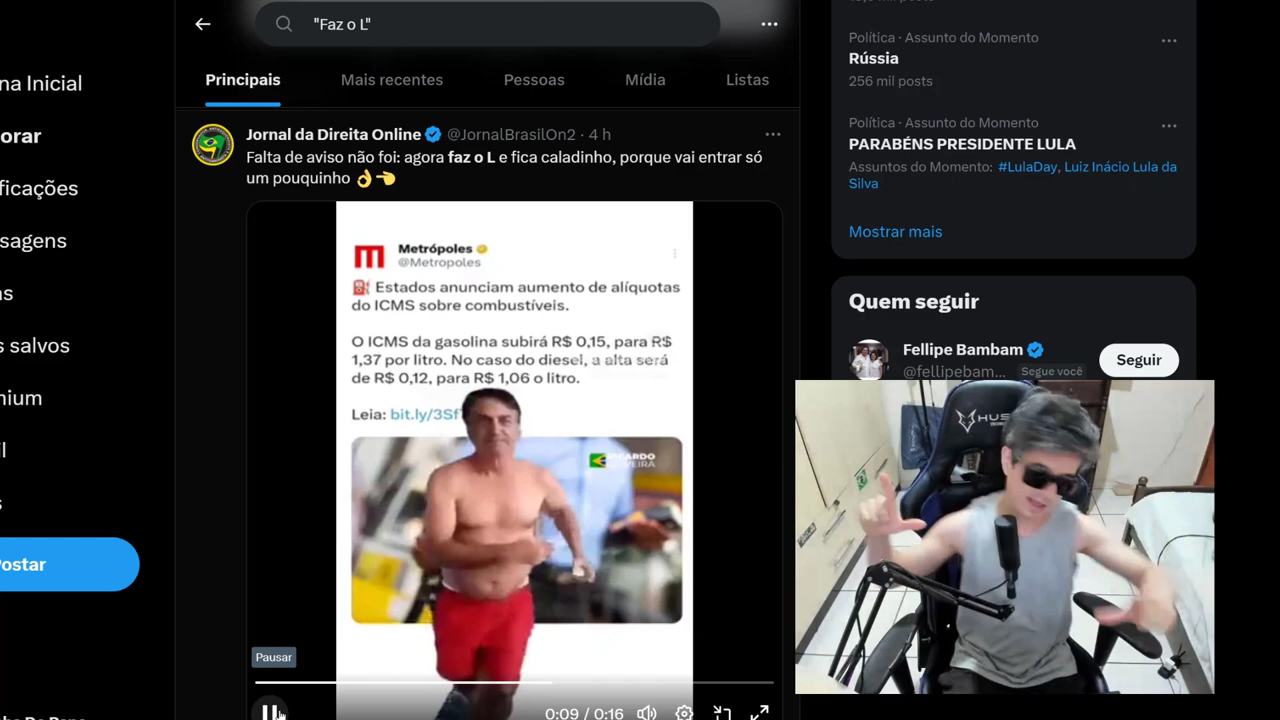 "Faz o L"
na Inicial
orar
ficações
sagens
as
s salvos
mium
il
s
ostar
Principais
Mais recentes
Pessoas
Mídia
Listas
Jornal da Direita Online @JornalBrasilOn2 · 4 h
Falta de aviso não foi: agora faz o L e fica caladinho, porque vai entrar só
um pouquinho 👌👈
Metrópoles
@Metropoles
⛽ Estados anunciam aumento de alíquotas
do ICMS sobre combustíveis.
O ICMS da gasolina subirá R$ 0,15, para R$
1,37 por litro. No caso do diesel, a alta será
de R$ 0,12, para R$ 1,06 o litro.
Leia: bit.ly/3Sf
Pausar
0:09 / 0:16
Política · Assunto do Momento
Rússia
256 mil posts
Política · Assunto do Momento
PARABÉNS PRESIDENTE LULA
Assuntos do Momento: #LulaDay, Luiz Inácio Lula da
Silva
Mostrar mais
Quem seguir
Fellipe Bambam
@fellipebam... Segue você
Seguir
HUS